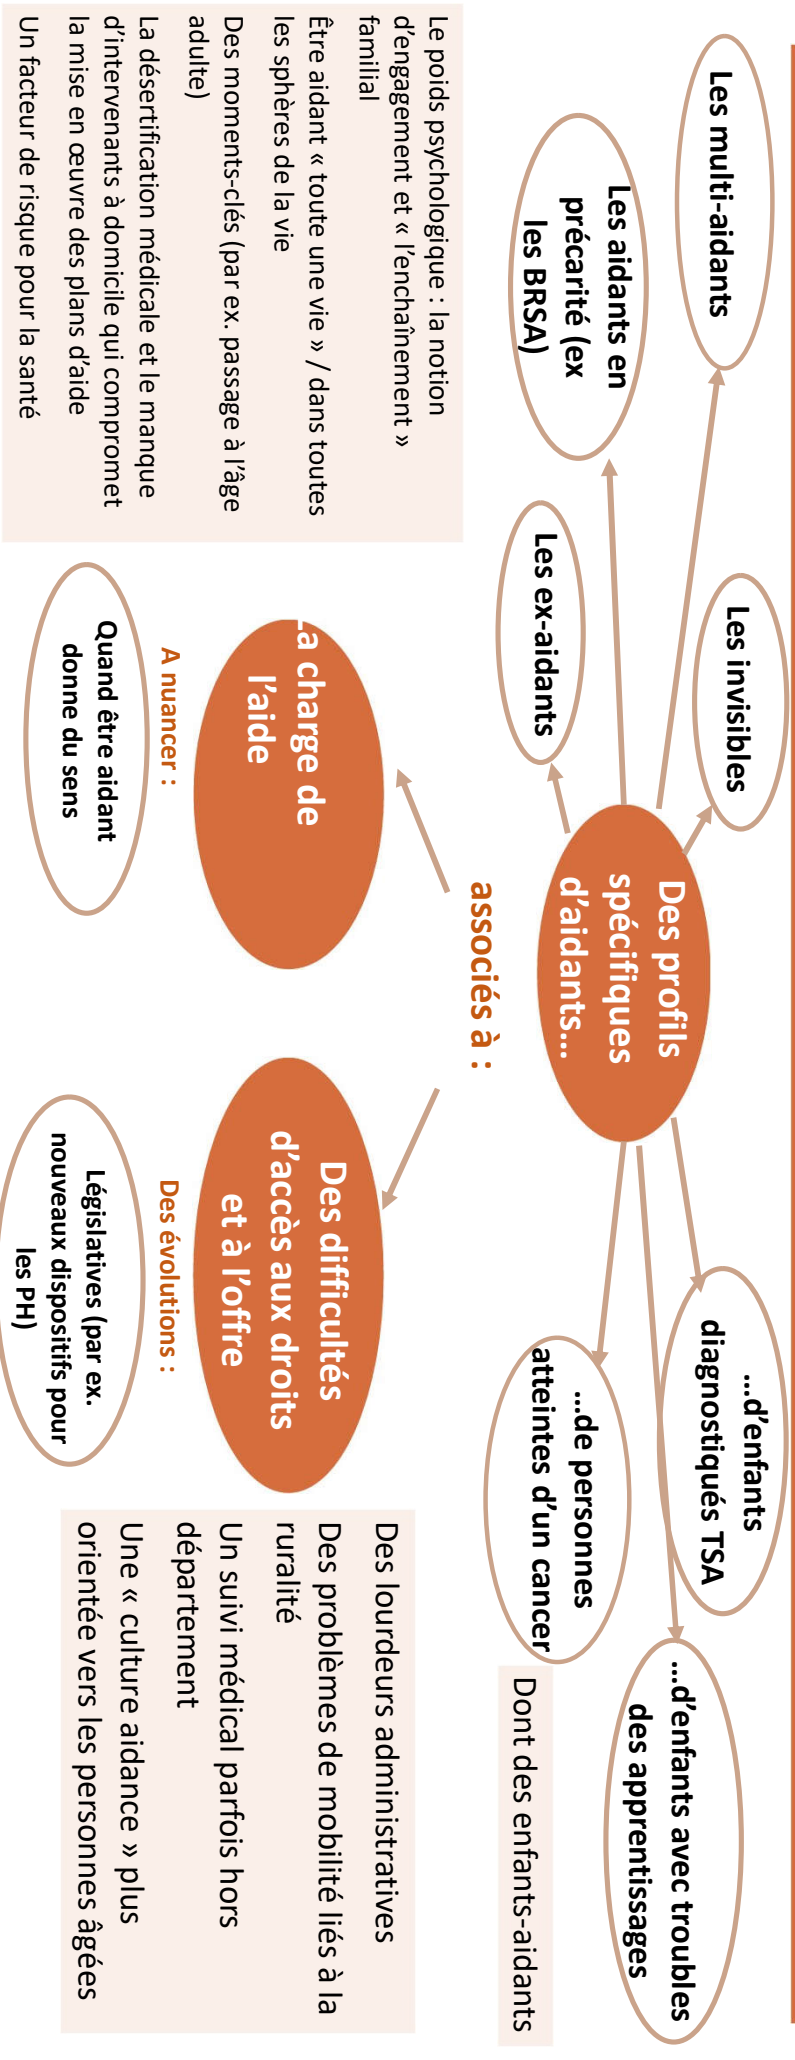 Les multi-aidants
Les invisibles
Les aidants en
précarité (ex
les BRSA)
Les ex-aidants
Des profils
spécifiques
d'aidants…
…d'enfants
diagnostiqués TSA
…d'enfants avec troubles
des apprentissages
…de personnes
atteintes d'un cancer
Dont des enfants-aidants
associés à :
Le poids psychologique : la notion
d'engagement et « l'enchaînement »
familial
Être aidant « toute une vie » / dans toutes
les sphères de la vie
Des moments-clés (par ex. passage à l'âge
adulte)
La désertification médicale et le manque
d'intervenants à domicile qui compromet
la mise en œuvre des plans d'aide
Un facteur de risque pour la santé
La charge de
l'aide
A nuancer :
Quand être aidant
donne du sens
Des difficultés
d'accès aux droits
et à l'offre
Des évolutions :
Législatives (par ex.
nouveaux dispositifs pour
les PH)
Des lourdeurs administratives
Des problèmes de mobilité liés à la
ruralité
Un suivi médical parfois hors
département
Une « culture aidance » plus
orientée vers les personnes âgées